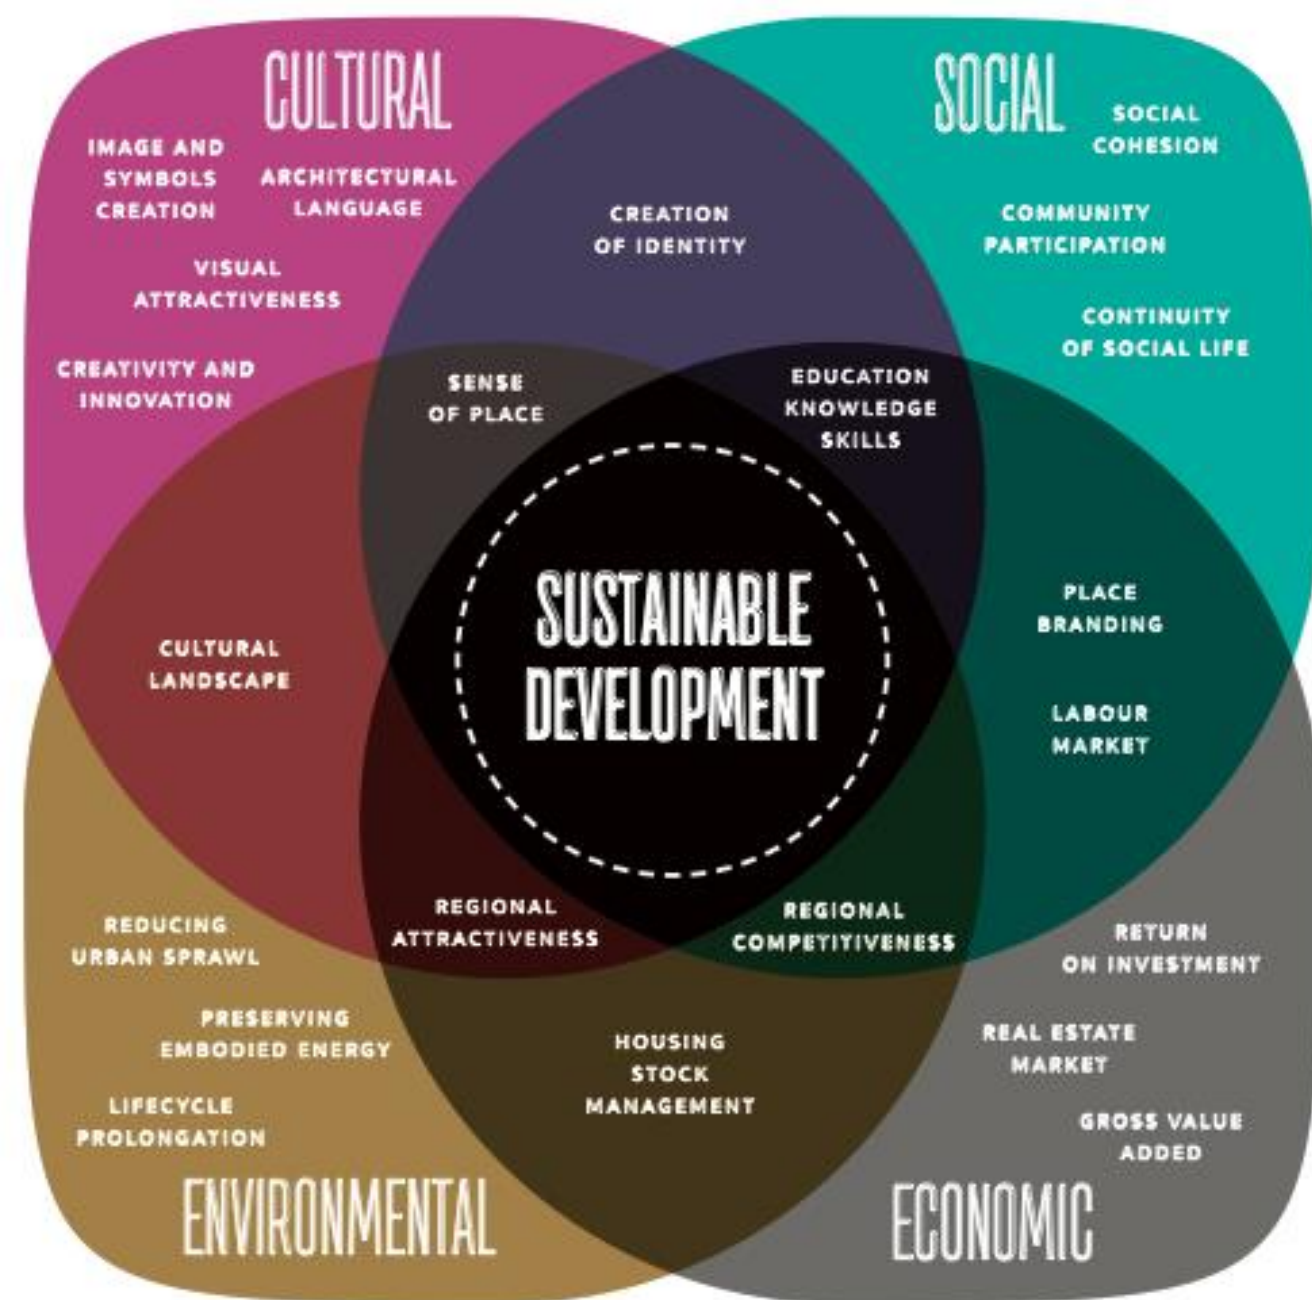 CULTURAL
IMAGE AND
SYMBOLS
CREATION
ARCHITECTURAL
LANGUAGE
VISUAL
ATTRACTIVENESS
CREATIVITY AND
INNOVATION
CREATION
OF IDENTITY
SOCIAL
SOCIAL
COHESION
COMMUNITY
PARTICIPATION
CONTINUITY
OF SOCIAL LIFE
SENSE
OF PLACE
EDUCATION
KNOWLEDGE
SKILLS
CULTURAL
LANDSCAPE
SUSTAINABLE
DEVELOPMENT
PLACE
BRANDING
LABOUR
MARKET
REGIONAL
ATTRACTIVENESS
REGIONAL
COMPETITIVENESS
REDUCING
URBAN SPRAWL
PRESERVING
EMBODIED ENERGY
LIFECYCLE
PROLONGATION
ENVIRONMENTAL
HOUSING
STOCK
MANAGEMENT
RETURN
ON INVESTMENT
REAL ESTATE
MARKET
GROSS VALUE
ADDED
ECONOMIC